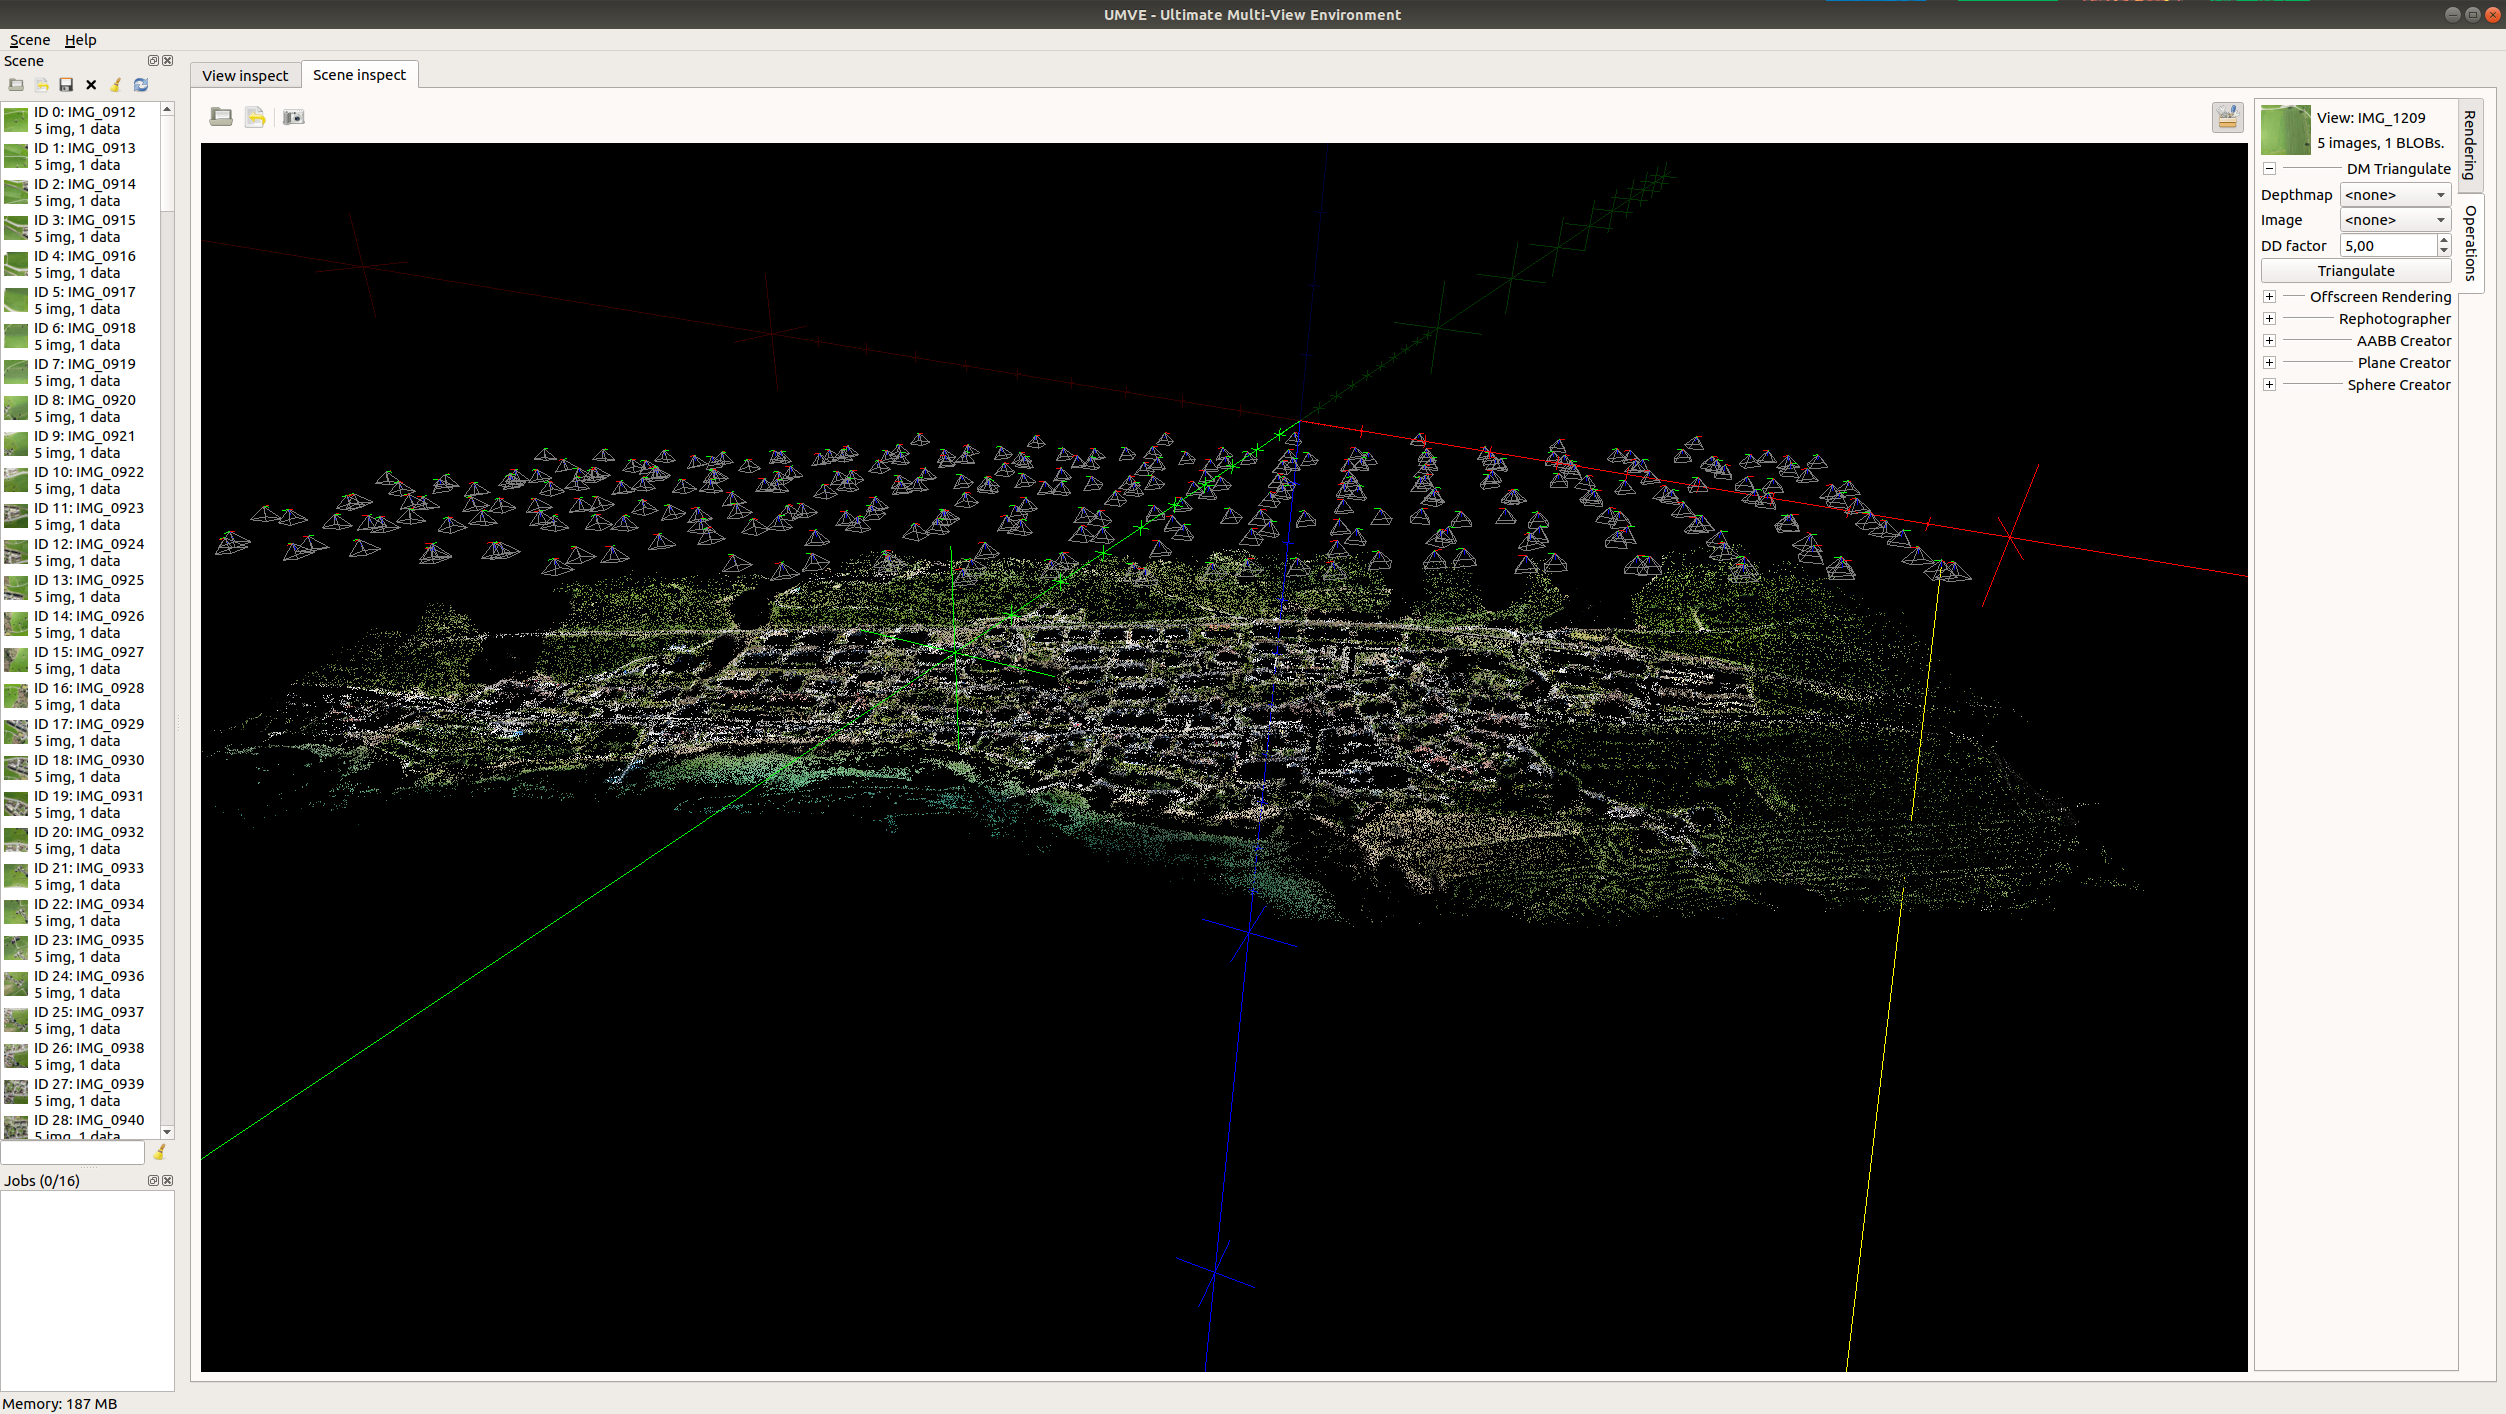 UMVE - Ultimate Multi-View Environment
Scene Help
Scene
View inspect
Scene inspect
ID 0: IMG_0912
5 img, 1 data
ID 1: IMG_0913
5 img, 1 data
ID 2: IMG_0914
5 img, 1 data
ID 3: IMG_0915
5 img, 1 data
ID 4: IMG_0916
5 img, 1 data
ID 5: IMG_0917
5 img, 1 data
ID 6: IMG_0918
5 img, 1 data
ID 7: IMG_0919
5 img, 1 data
ID 8: IMG_0920
5 img, 1 data
ID 9: IMG_0921
5 img, 1 data
ID 10: IMG_0922
5 img, 1 data
ID 11: IMG_0923
5 img, 1 data
ID 12: IMG_0924
5 img, 1 data
ID 13: IMG_0925
5 img, 1 data
ID 14: IMG_0926
5 img, 1 data
ID 15: IMG_0927
5 img, 1 data
ID 16: IMG_0928
5 img, 1 data
ID 17: IMG_0929
5 img, 1 data
ID 18: IMG_0930
5 img, 1 data
ID 19: IMG_0931
5 img, 1 data
ID 20: IMG_0932
5 img, 1 data
ID 21: IMG_0933
5 img, 1 data
ID 22: IMG_0934
5 img, 1 data
ID 23: IMG_0935
5 img, 1 data
ID 24: IMG_0936
5 img, 1 data
ID 25: IMG_0937
5 img, 1 data
ID 26: IMG_0938
5 img, 1 data
ID 27: IMG_0939
5 img, 1 data
ID 28: IMG_0940
5 img, 1 data
Jobs (0/16)
Memory: 187 MB
View: IMG_1209
5 images, 1 BLOBs.
DM Triangulate
Depthmap <none>
Image <none>
DD factor 5,00
Triangulate
Offscreen Rendering
Rephotographer
AABB Creator
Plane Creator
Sphere Creator
Rendering
Operations